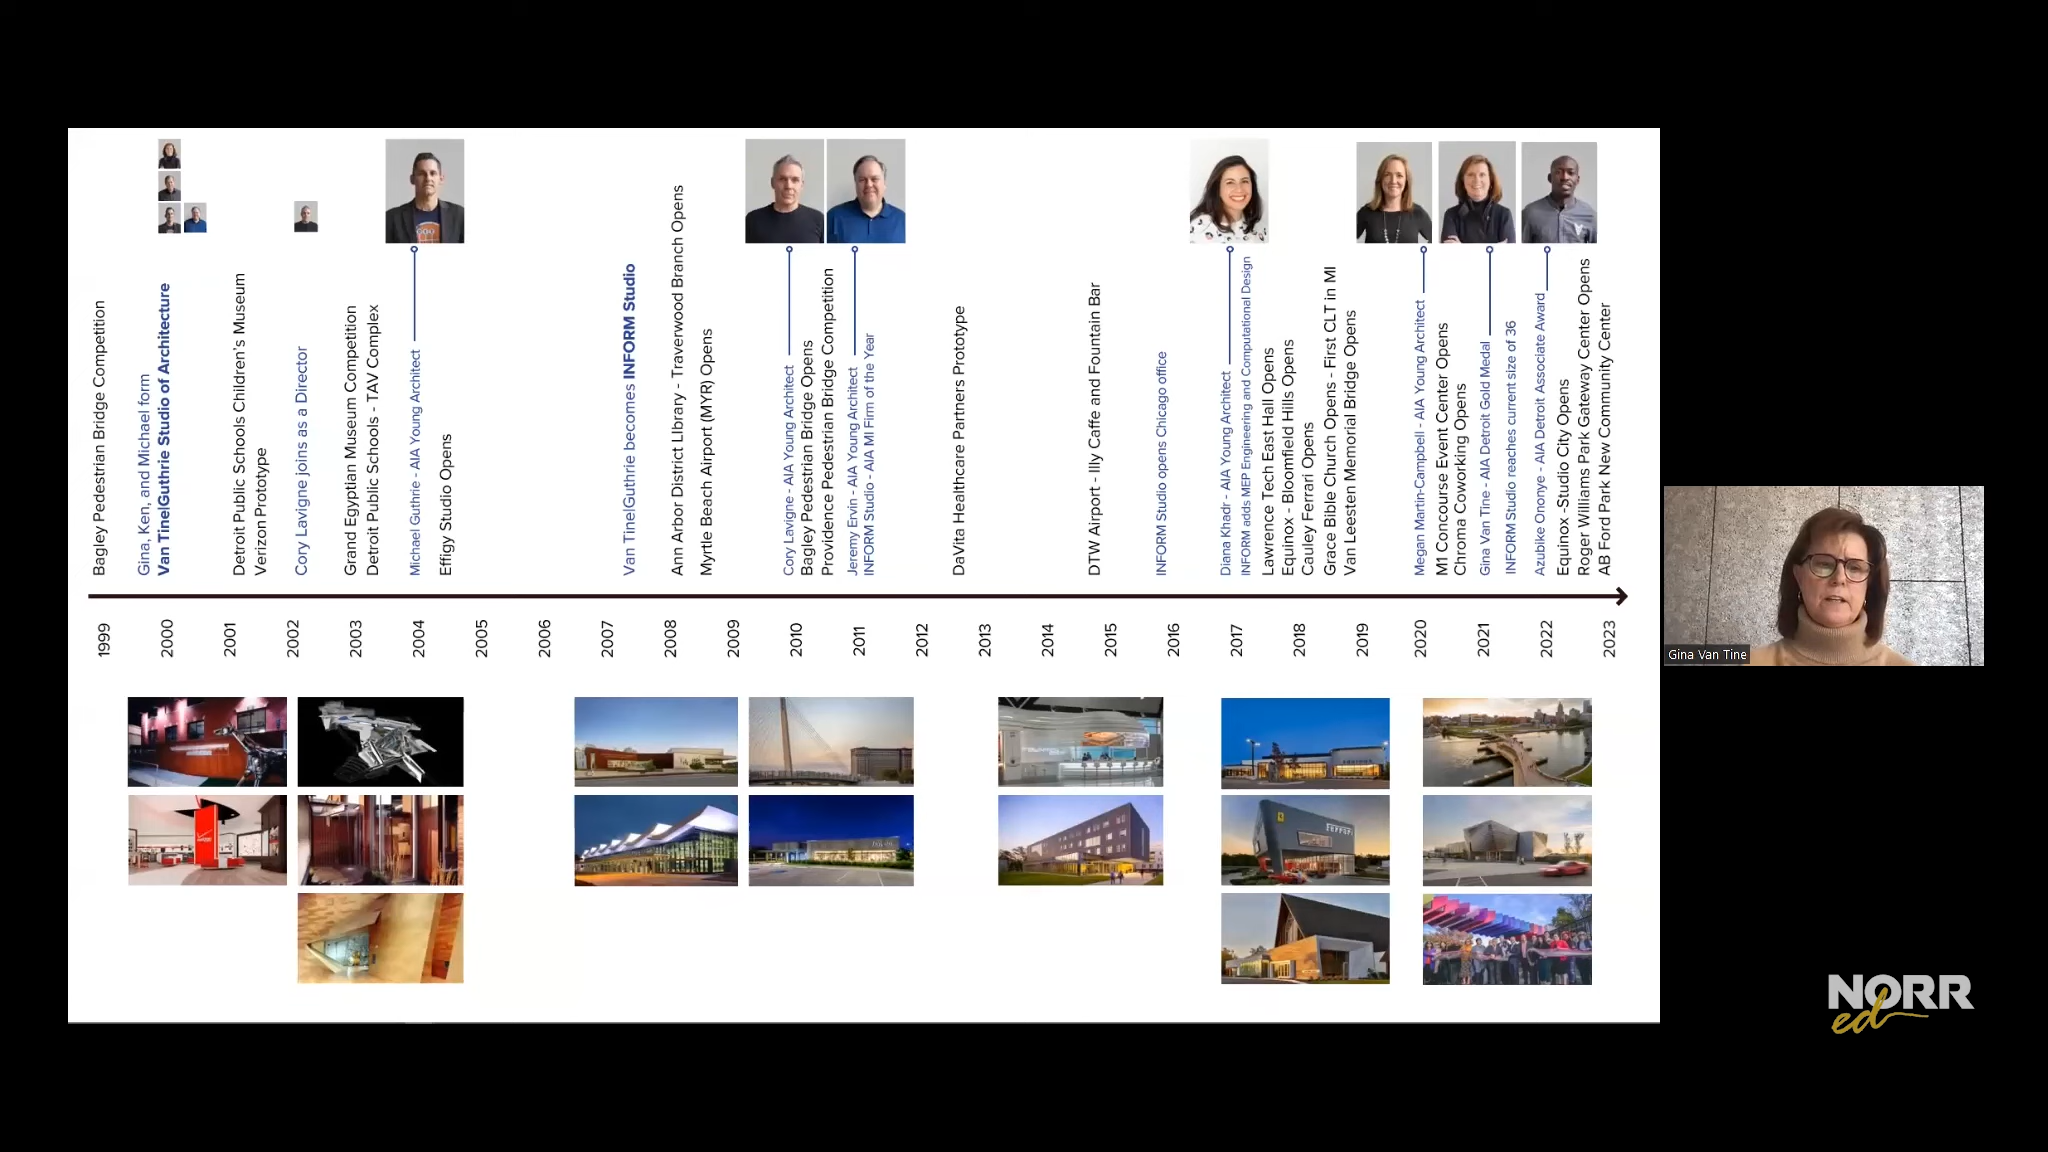 Bagley Pedestrian Bridge Competition
Gina, Ken, and Michael form
Van Tine|Guthrie Studio of Architecture
Detroit Public Schools Children's Museum
Verizon Prototype
Cory Lavigne joins as a Director
Grand Egyptian Museum Competition
Detroit Public Schools - TAV Complex
Michael Guthrie - AIA Young Architect
Effigy Studio Opens
Van Tine|Guthrie becomes INFORM Studio
Ann Arbor District LIbrary - Traverwood Branch Opens
Myrtle Beach Airport (MYR) Opens
Cory Lavigne - AIA Young Architect
Bagley Pedestrian Bridge Opens
Providence Pedestrian Bridge Competition
Jeremy Ervin - AIA Young Architect
INFORM Studio - AIA MI Firm of the Year
DaVita Healthcare Partners Prototype
DTW Airport - Illy Caffe and Fountain Bar
INFORM Studio opens Chicago office
Diana Khadr - AIA Young Architect
INFORM adds MEP Engineering and Computational Design
Lawrence Tech East Hall Opens
Equinox - Bloomfield Hills Opens
Cauley Ferrari Opens
Grace Bible Church Opens - First CLT in MI
Van Leesten Memorial Bridge Opens
Megan Martin-Campbell - AIA Young Architect
M1 Concourse Event Center Opens
Chroma Coworking Opens
Gina Van Tine - AIA Detroit Gold Medal
INFORM Studio reaches current size of 36
Azubike Ononye - AIA Detroit Associate Award
Equinox -Studio City Opens
Roger Williams Park Gateway Center Opens
AB Ford Park New Community Center
1999
2000
2001
2002
2003
2004
2005
2006
2007
2008
2009
2010
2011
2012
2013
2014
2015
2016
2017
2018
2019
2020
2021
2022
2023
Ferrari
Gina Van Tine
NORR
ed